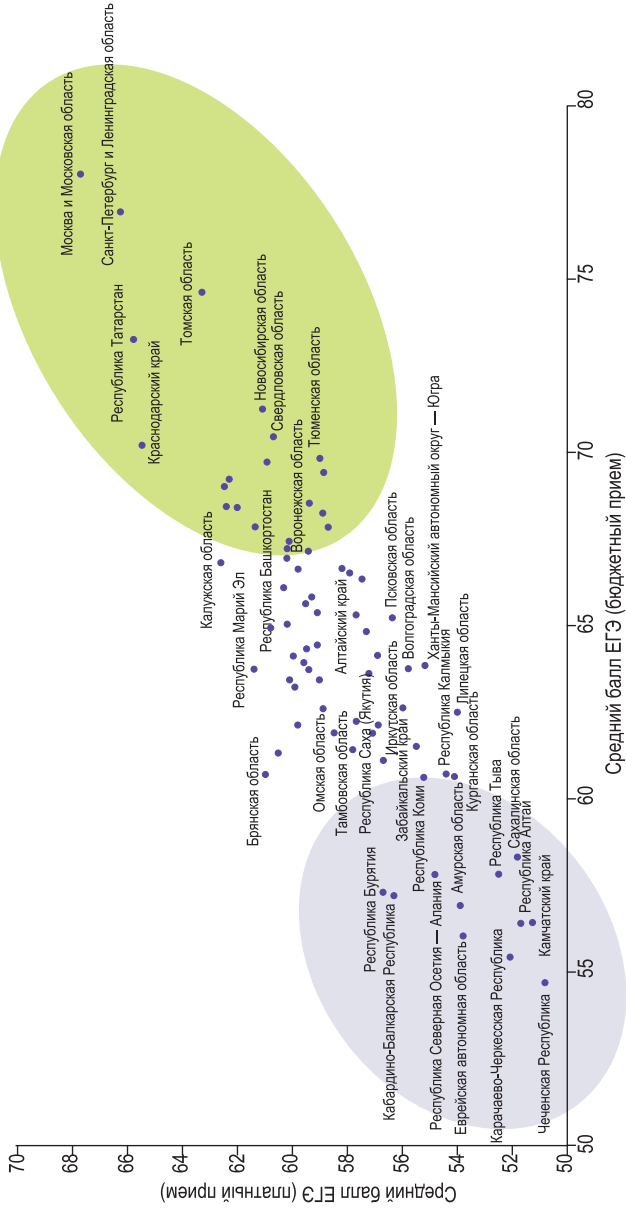 Средний балл ЕГЭ (платный прием)
70
68
66
64
62
60
58
56
54
52
50
Москва и Московская область
Санкт-Петербург и Ленинградская область
Республика Татарстан
Краснодарский край
Томская область
Новосибирская область
Свердловская область
Тюменская область
Воронежская область
Калужская область
Республика Башкортостан
Республика Марий Эл
Алтайский край
Псковская область
Волгоградская область
Ханты-Мансийский автономный округ — Югра
Брянская область
Омская область
Тамбовская область
Республика Саха (Якутия)
Иркутская область
Забайкальский край
Республика Коми
Республика Калмыкия
Липецкая область
Курганская область
Республика Бурятия
Кабардино-Балкарская Республика
Республика Северная Осетия — Алания
Амурская область
Еврейская автономная область
Республика Тыва
Сахалинская область
Республика Алтай
Карачаево-Черкесская Республика
Камчатский край
Чеченская Республика
50
55
60
65
70
75
80
Средний балл ЕГЭ (бюджетный прием)